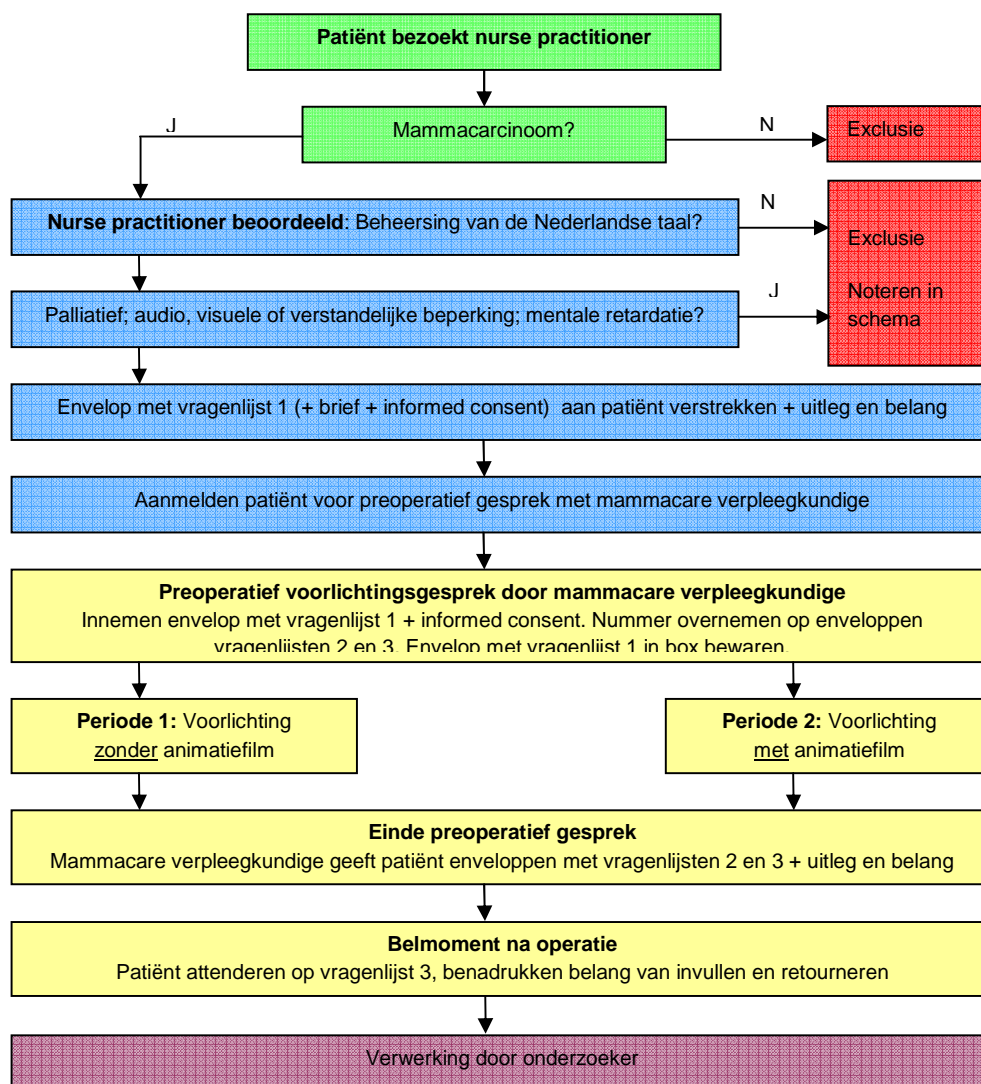 Patiënt bezoekt nurse practitioner
Mammacarcinoom?
J
N
Exclusie
Nurse practitioner beoordeeld: Beheersing van de Nederlandse taal?
N
Exclusie
Noteren in
schema
Palliatief; audio, visuele of verstandelijke beperking; mentale retardatie?
J
Envelop met vragenlijst 1 (+ brief + informed consent) aan patiënt verstrekken + uitleg en belang
Aanmelden patiënt voor preoperatief gesprek met mammacare verpleegkundige
Preoperatief voorlichtingsgesprek door mammacare verpleegkundige
Innemen envelop met vragenlijst 1 + informed consent. Nummer overnemen op enveloppen
vragenlijsten 2 en 3. Envelop met vragenlijst 1 in box bewaren.
Periode 1: Voorlichting
zonder animatiefilm
Periode 2: Voorlichting
met animatiefilm
Einde preoperatief gesprek
Mammacare verpleegkundige geeft patiënt enveloppen met vragenlijsten 2 en 3 + uitleg en belang
Belmoment na operatie
Patiënt attenderen op vragenlijst 3, benadrukken belang van invullen en retourneren
Verwerking door onderzoeker